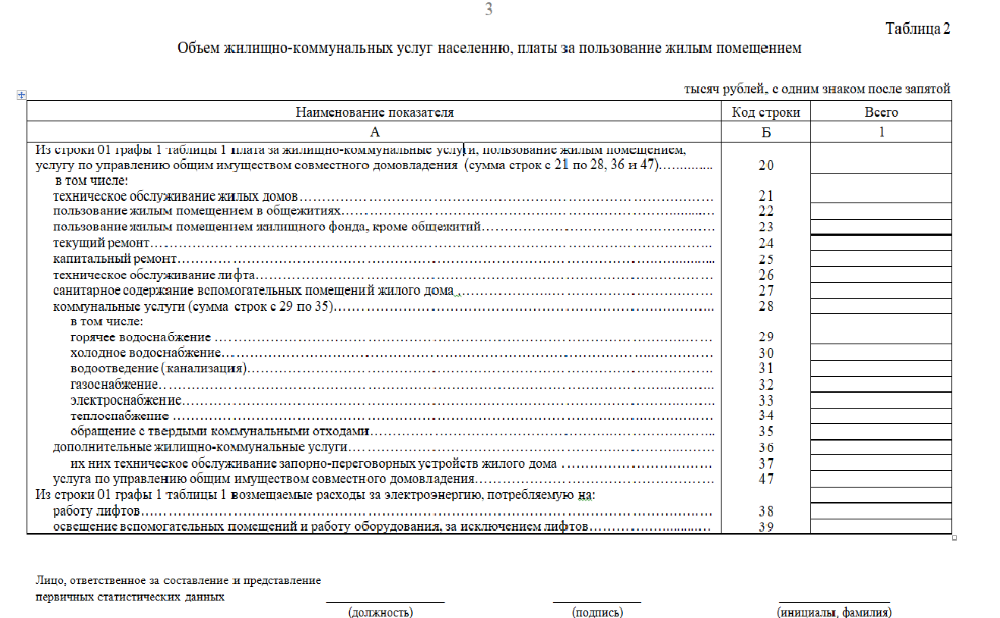 3
Таблица 2
Объем жилищно-коммунальных услуг населению, платы за пользование жилым помещением
тысяч рублей, с одним знаком после запятой
Наименование показателя Код строки Всего
А Б 1
Из строки 01 графы 1 таблицы 1 плата за жилищно-коммунальные услуги, пользование жилым помещением,
услугу по управлению общим имуществом совместного домовладения (сумма строк с 21 по 28, 36 и 47)…......... 20
в том числе:
техническое обслуживание жилых домов……………………………………………… 21
пользование жилым помещением в общежитиях……………………………………… 22
пользование жилым помещением жилищного фонда, кроме общежитий…………………… 23
текущий ремонт……………………………………………………………… 24
капитальный ремонт…………………………………………………………… 25
техническое обслуживание лифта……………………………………………………… 26
санитарное содержание вспомогательных помещений жилого дома ……………………… 27
коммунальные услуги (сумма строк с 29 по 35)……………………………………… 28
в том числе:
горячее водоснабжение ……………………………………………………… 29
холодное водоснабжение……………………………………………………… 30
водоотведение (канализация)………………………………………………… 31
газоснабжение…………………………………………………………… 32
электроснабжение………………………………………………………… 33
теплоснабжение ………………………………………………………… 34
обращение с твердыми коммунальными отходами…………………………………… 35
дополнительные жилищно-коммунальные услуги…………………………………… 36
их них техническое обслуживание запорно-переговорных устройств жилого дома ………………… 37
услуга по управлению общим имуществом совместного домовладения………………………… 47
Из строки 01 графы 1 таблицы 1 возмещаемые расходы за электроэнергию, потребляемую на:
работу лифтов……………………………………………………………… 38
освещение вспомогательных помещений и работу оборудования, за исключением лифтов……............… 39
Лицо, ответственное за составление и представление
первичных статистических данных
(должность) (подпись) (инициалы, фамилия)